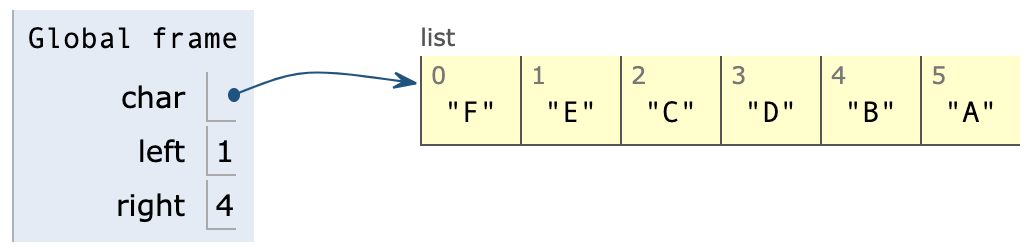 Global frame
char
left 1
right 4
list
0 1 2 3 4 5
"F" "E" "C" "D" "B" "A"